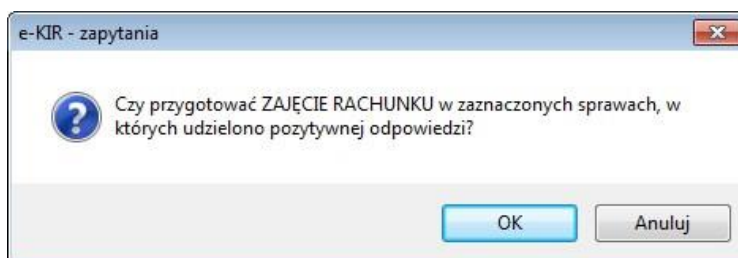 e-KIR - zapytania
Czy przygotować ZAJĘCIE RACHUNKU w zaznaczonych sprawach, w
których udzielono pozytywnej odpowiedzi?
OK
Anuluj